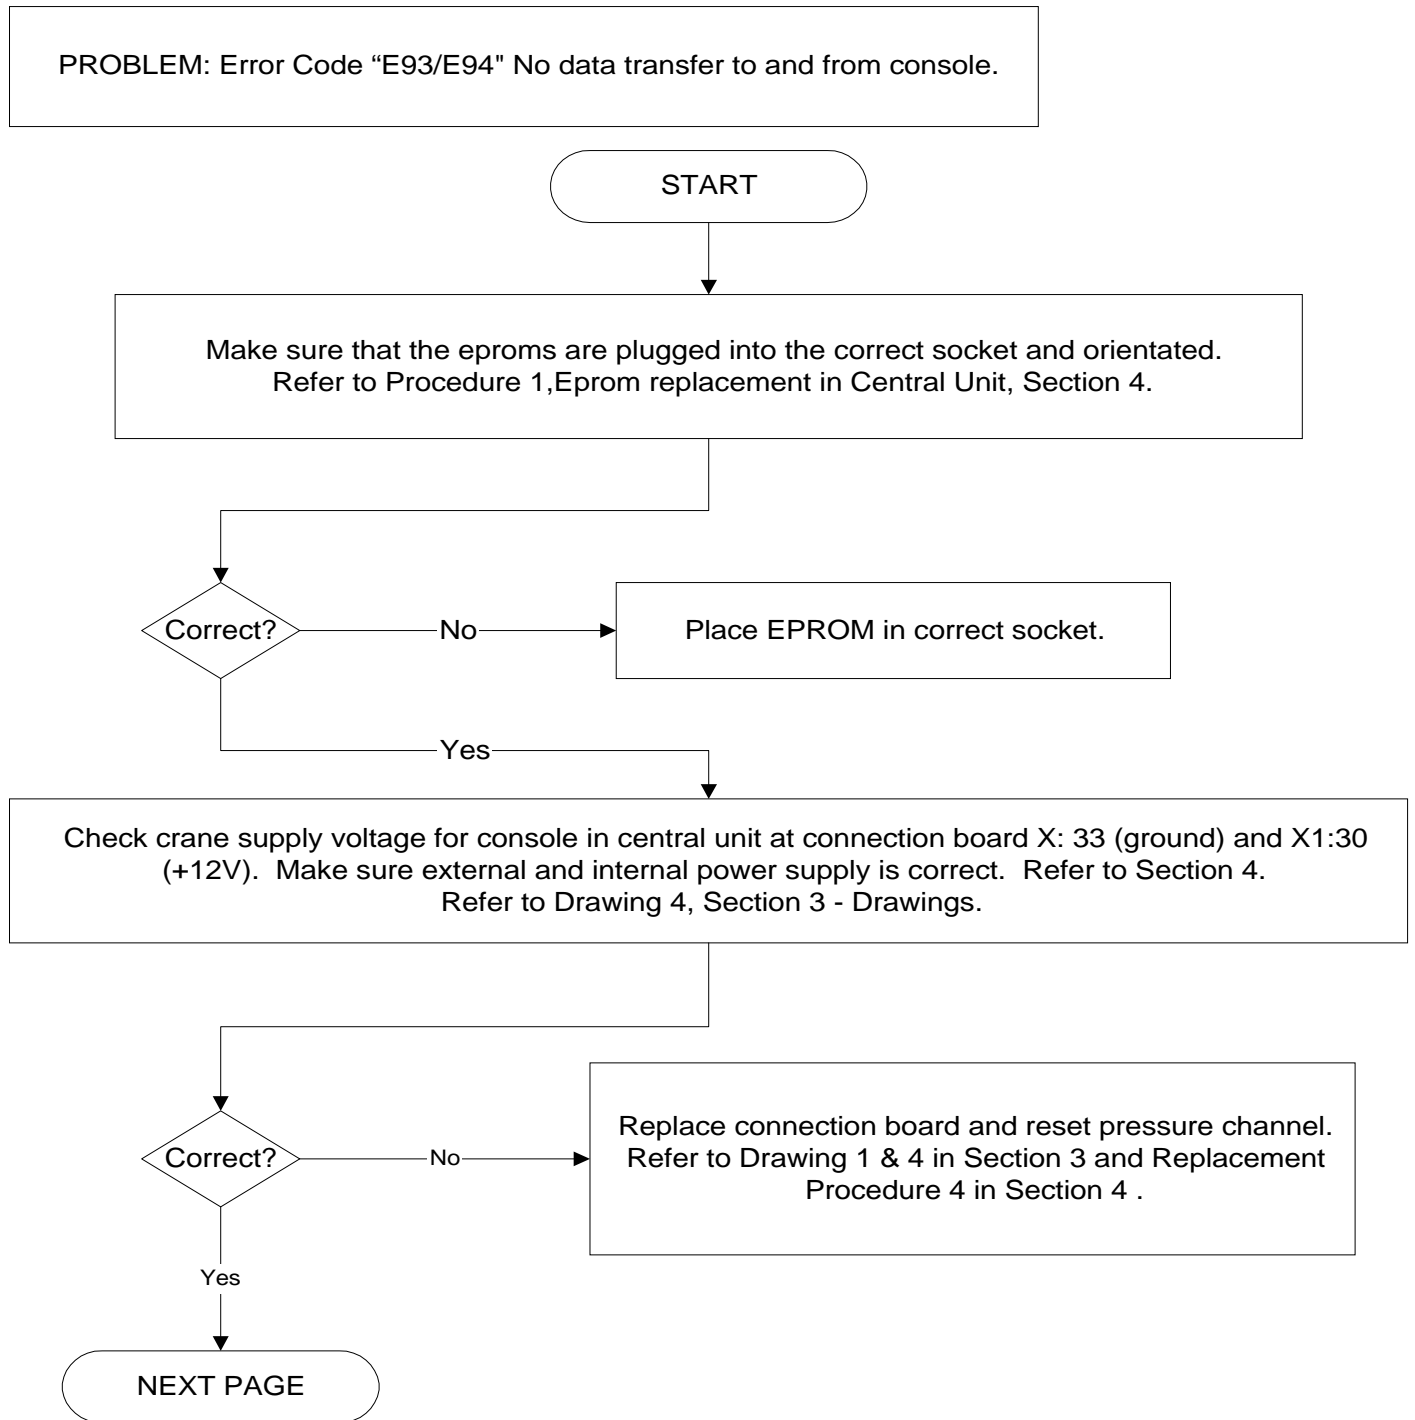 PROBLEM: Error Code “E93/E94" No data transfer to and from console.
START
Make sure that the eproms are plugged into the correct socket and orientated.
Refer to Procedure 1,Eprom replacement in Central Unit, Section 4.
Correct?
No
Place EPROM in correct socket.
Yes
Check crane supply voltage for console in central unit at connection board X: 33 (ground) and X1:30
(+12V).  Make sure external and internal power supply is correct.  Refer to Section 4.
Refer to Drawing 4, Section 3 - Drawings.
Correct?
No
Replace connection board and reset pressure channel.
Refer to Drawing 1 & 4 in Section 3 and Replacement
Procedure 4 in Section 4 .
Yes
NEXT PAGE